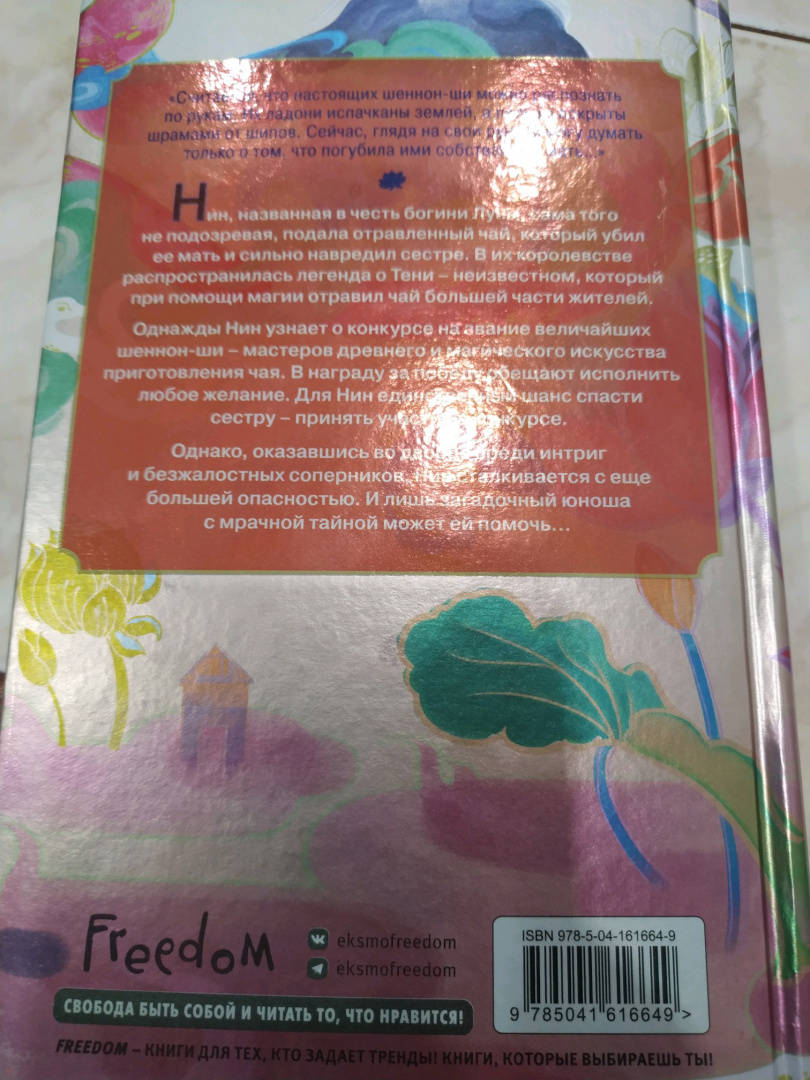 «Считается, что настоящих шеннон-ши можно распознать
по рукам. Их ладони испачканы землей, а пальцы покрыты
шрамами от шипов. Сейчас, глядя на свои руки, я могу думать
только о том, что погубила ими собственную мать...»
Нин, названная в честь богини Луны, сама того
не подозревая, подала отравленный чай, который убил
ее мать и сильно навредил сестре. В их королевстве
распространилась легенда о Тени – неизвестном, который
при помощи магии отравил чай большей части жителей.
Однажды Нин узнает о конкурсе на звание величайших
шеннон-ши – мастеров древнего и магического искусства
приготовления чая. В награду за победу обещают исполнить
любое желание. Для Нин единственный шанс спасти
сестру – принять участие в конкурсе.
Однако, оказавшись во дворце среди интриг
и безжалостных соперников, Нин сталкивается с еще
большей опасностью. И лишь загадочный юноша
с мрачной тайной может ей помочь...
Freedom
eksmofreedom
eksmofreedom
СВОБОДА БЫТЬ СОБОЙ И ЧИТАТЬ ТО, ЧТО НРАВИТСЯ!
FREEDOM – КНИГИ ДЛЯ ТЕХ, КТО ЗАДАЕТ ТРЕНДЫ! КНИГИ, КОТОРЫЕ ВЫБИРАЕШЬ ТЫ!
ISBN 978-5-04-161664-9
9 785041 616649 >